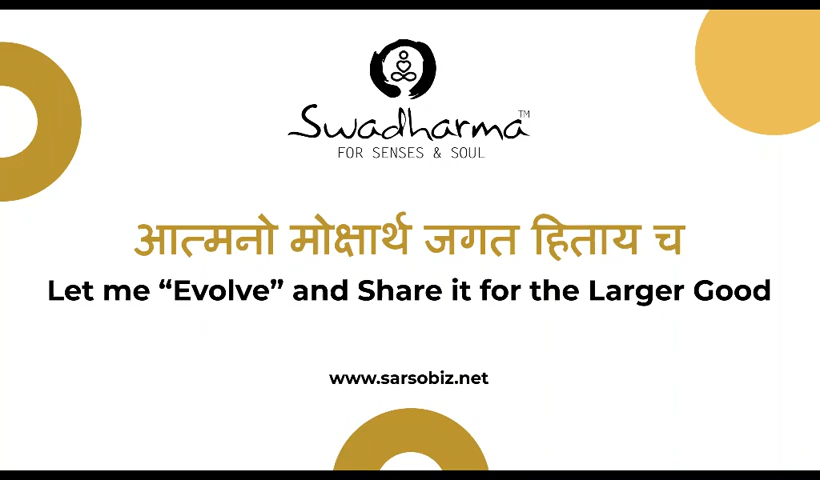 Swadharma™
FOR SENSES & SOUL
आत्मनो मोक्षार्थ जगत हिताय च
Let me “Evolve” and Share it for the Larger Good
www.sarsobiz.net